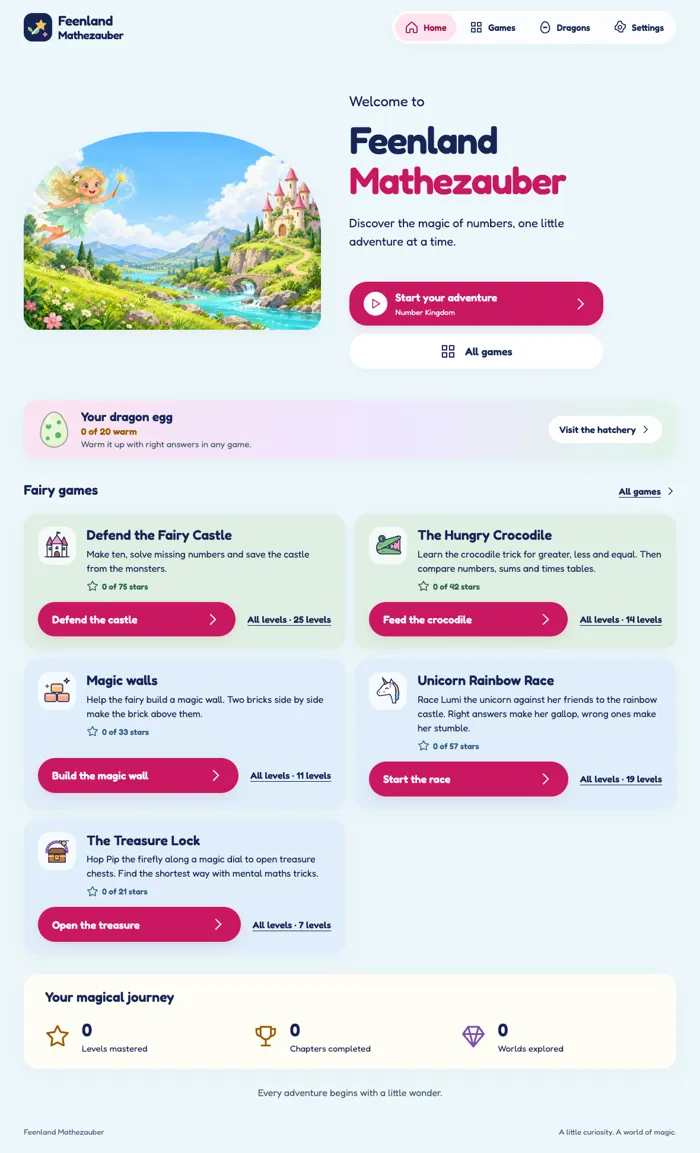 Feenland
Mathezauber
Home
Games
Dragons
Settings
Welcome to
Feenland
Mathezauber
Discover the magic of numbers, one little
adventure at a time.
Start your adventure
Number Kingdom
All games
Your dragon egg
0 of 20 warm
Warm it up with right answers in any game.
Visit the hatchery
Fairy games
All games
Defend the Fairy Castle
Make ten, solve missing numbers and save the castle
from the monsters.
0 of 75 stars
Defend the castle
All levels · 25 levels
The Hungry Crocodile
Learn the crocodile trick for greater, less and equal. Then
compare numbers, sums and times tables.
0 of 42 stars
Feed the crocodile
All levels · 14 levels
Magic walls
Help the fairy build a magic wall. Two bricks side by side
make the brick above them.
0 of 33 stars
Build the magic wall
All levels · 11 levels
Unicorn Rainbow Race
Race Lumi the unicorn against her friends to the rainbow
castle. Right answers make her gallop, wrong ones make
her stumble.
0 of 57 stars
Start the race
All levels · 19 levels
The Treasure Lock
Hop Pip the firefly along a magic dial to open treasure
chests. Find the shortest way with mental maths tricks.
0 of 21 stars
Open the treasure
All levels · 7 levels
Your magical journey
0
Levels mastered
0
Chapters completed
0
Worlds explored
Every adventure begins with a little wonder.
Feenland Mathezauber
A little curiosity. A world of magic.